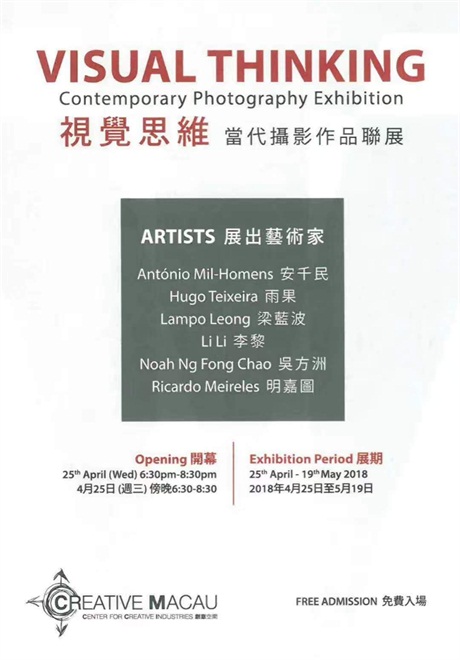 VISUAL THINKING
Contemporary Photography Exhibition
視覺思維 當代攝影作品聯展
ARTISTS 展出藝術家
António Mil-Homens 安千民
Hugo Teixeira 雨果
Lampo Leong 梁藍波
Li Li 李黎
Noah Ng Fong Chao 吳方洲
Ricardo Meireles 明嘉圖
Opening 開幕
25th April (Wed) 6:30pm-8:30pm
4月25日 (週三) 傍晚6:30-8:30
Exhibition Period 展期
25th April - 19th May 2018
2018年4月25日至5月19日
CREATIVE MACAU
CENTER FOR CREATIVE INDUSTRIES 創意空間
FREE ADMISSION 免費入場